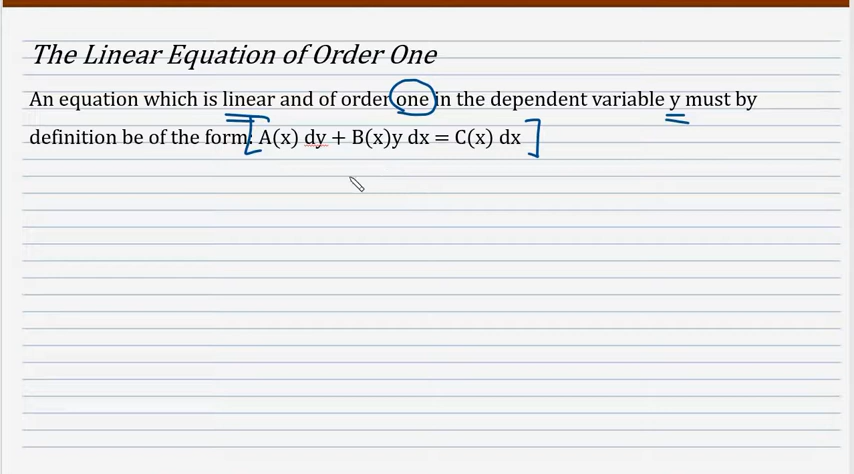 The Linear Equation of Order One
An equation which is linear and of order one in the dependent variable y must by
definition be of the form: A(x) dy + B(x)y dx = C(x) dx